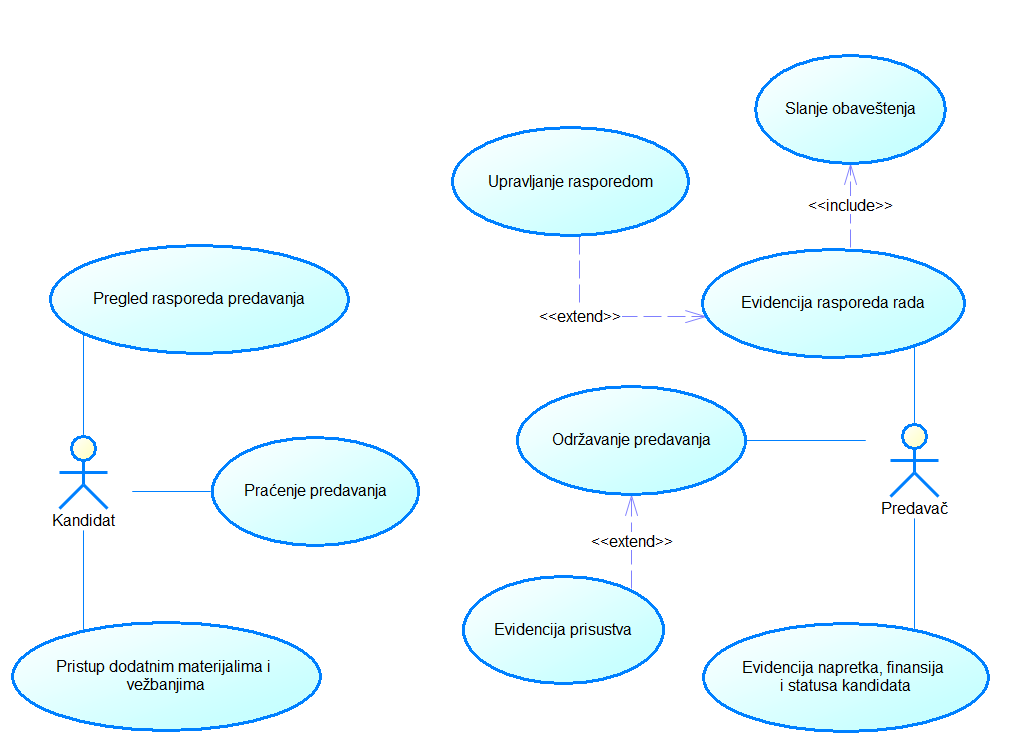 Slanje obaveštenja
Upravljanje rasporedom
<<include>>
Pregled rasporeda predavanja
Evidencija rasporeda rada
<<extend>>
Održavanje predavanja
Praćenje predavanja
Kandidat
Predavač
<<extend>>
Evidencija prisustva
Pristup dodatnim materijalima i
vežbanjima
Evidencija napretka, finansija
i statusa kandidata